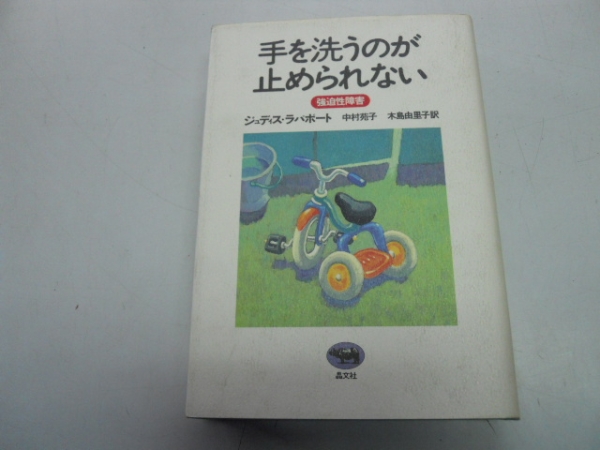 手を洗うのが
止められない
強迫性障害
ジュディス・ラパポート 中村苑子 木島由里子訳
晶文社